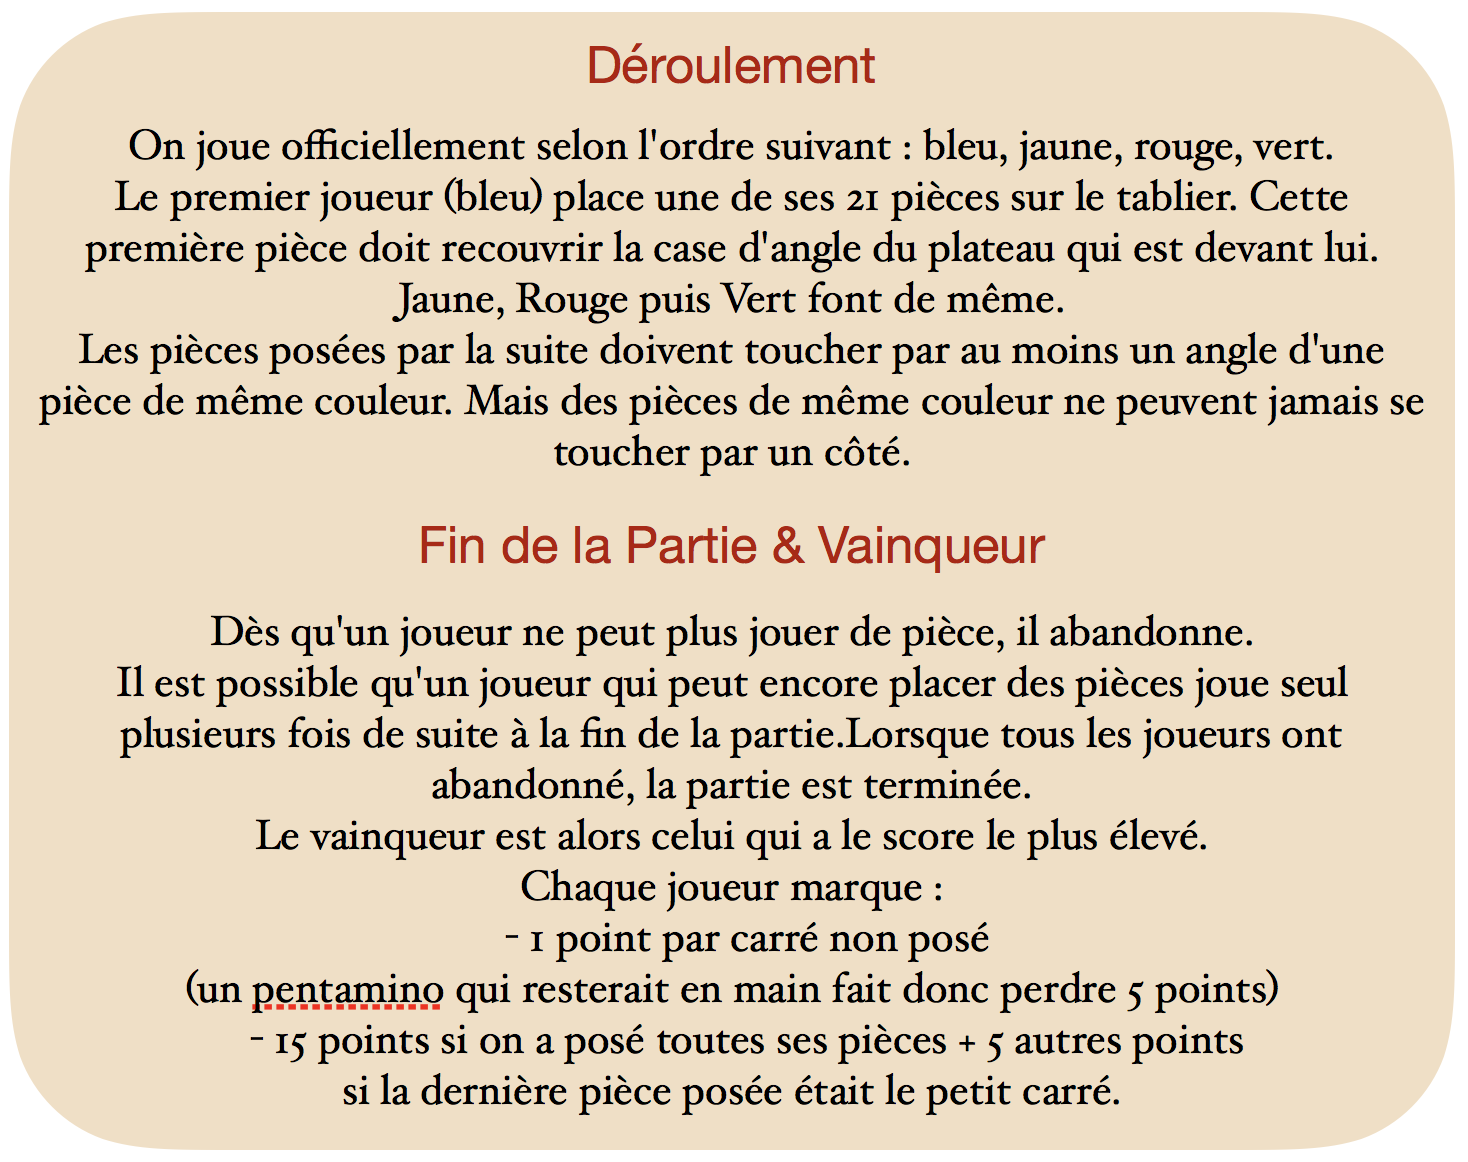 Déroulement
On joue officiellement selon l'ordre suivant : bleu, jaune, rouge, vert.
Le premier joueur (bleu) place une de ses 21 pièces sur le tablier. Cette
première pièce doit recouvrir la case d'angle du plateau qui est devant lui.
Jaune, Rouge puis Vert font de même.
Les pièces posées par la suite doivent toucher par au moins un angle d'une
pièce de même couleur. Mais des pièces de même couleur ne peuvent jamais se
toucher par un côté.
Fin de la Partie & Vainqueur
Dès qu'un joueur ne peut plus jouer de pièce, il abandonne.
Il est possible qu'un joueur qui peut encore placer des pièces joue seul
plusieurs fois de suite à la fin de la partie.Lorsque tous les joueurs ont
abandonné, la partie est terminée.
Le vainqueur est alors celui qui a le score le plus élevé.
Chaque joueur marque :
- 1 point par carré non posé
(un pentamino qui resterait en main fait donc perdre 5 points)
- 15 points si on a posé toutes ses pièces + 5 autres points
si la dernière pièce posée était le petit carré.